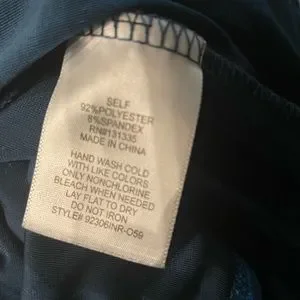 SELF
92%POLYESTER
8%SPANDEX
RN#131335
MADE IN CHINA
HAND WASH COLD
WITH LIKE COLORS
ONLY NONCHLORINE
BLEACH WHEN NEEDED
LAY FLAT TO DRY
DO NOT IRON
STYLE# 92306INR-O59